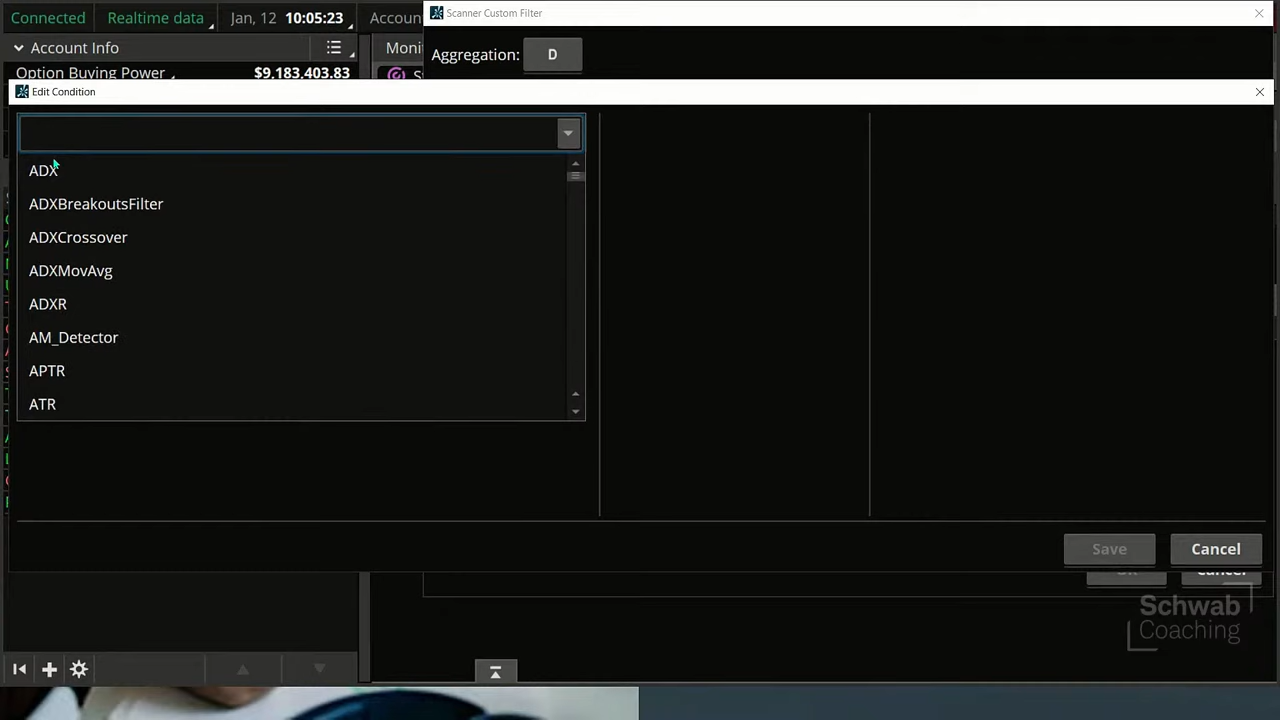 Connected Realtime data Jan, 12 10:05:23 Accoun
Scanner Custom Filter
Account Info Moni Aggregation: D
Option Buying Power $9,183,403.83
Edit Condition
ADX
ADXBreakoutsFilter
ADXCrossover
ADXMovAvg
ADXR
AM_Detector
APTR
ATR
Save Cancel
Cancel
Schwab
Coaching